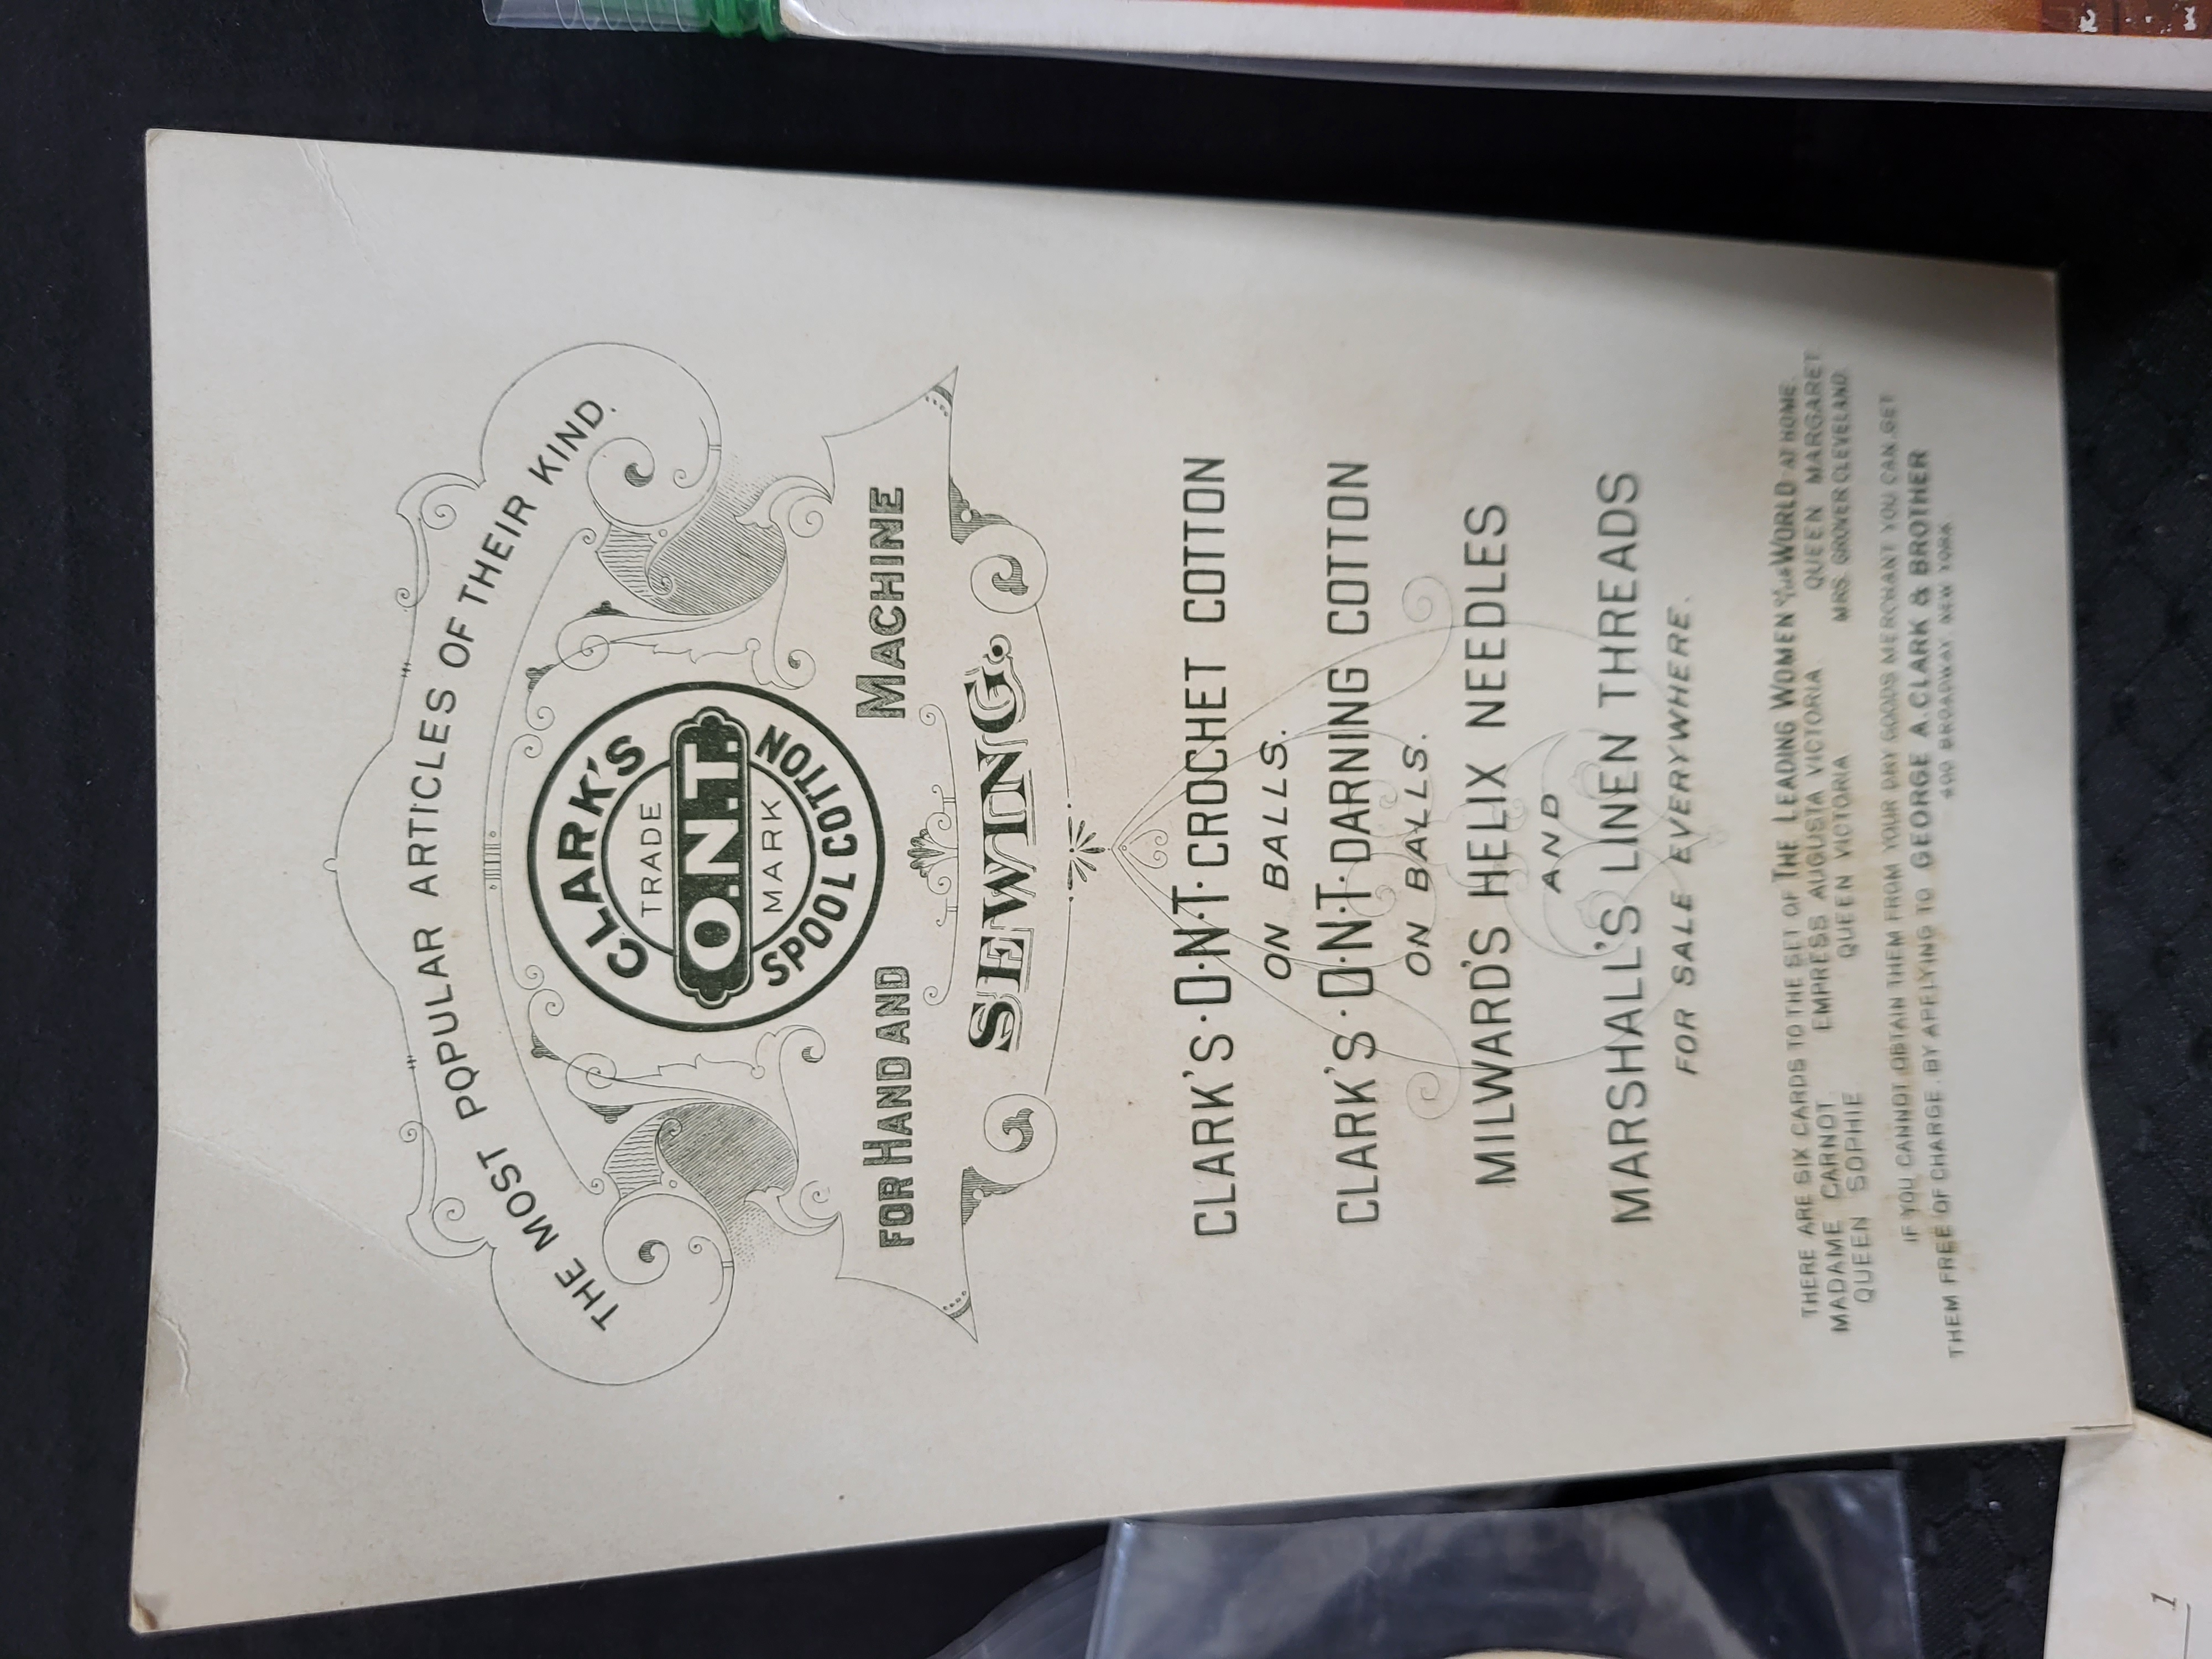 THE MOST POPULAR ARTICLES OF THEIR KIND.
CLARK'S
TRADE
O.N.T.
MARK
SPOOL COTTON
FOR HAND AND MACHINE
SEWING.
CLARK'S·O·N·T·CROCHET COTTON
ON BALLS.
CLARK'S·O·N·T·DARNING COTTON
ON BALLS.
MILWARD'S HELIX NEEDLES
AND
MARSHALL'S LINEN THREADS
FOR SALE EVERYWHERE.
THERE ARE SIX CARDS TO THE SET OF THE LEADING WOMEN OF THE WORLD AT HOME.
MADAME CARNOT EMPRESS AUGUSTA VICTORIA QUEEN MARGARET
QUEEN SOPHIE QUEEN VICTORIA MRS. GROVER CLEVELAND
IF YOU CANNOT OBTAIN THEM FROM YOUR DRY GOODS MERCHANT YOU CAN GET
THEM FREE OF CHARGE BY APPLYING TO GEORGE A. CLARK & BROTHER
400 BROADWAY NEW YORK
1